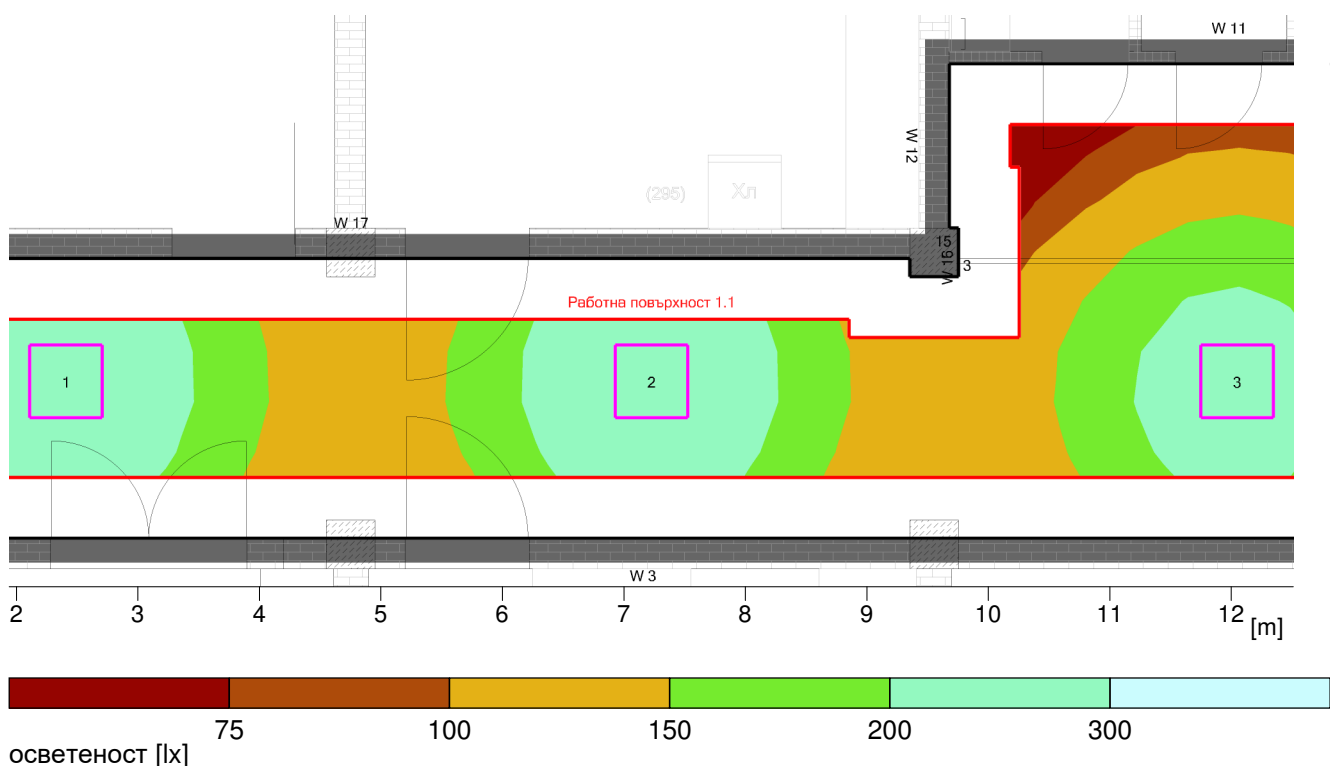 W 11
W 12
(295)
Хл
W 17
15
W 16
3
Работна повърхност 1.1
1
2
3
W 3
2 3 4 5 6 7 8 9 10 11 12
[m]
75 100 150 200 300
осветеност [lx]